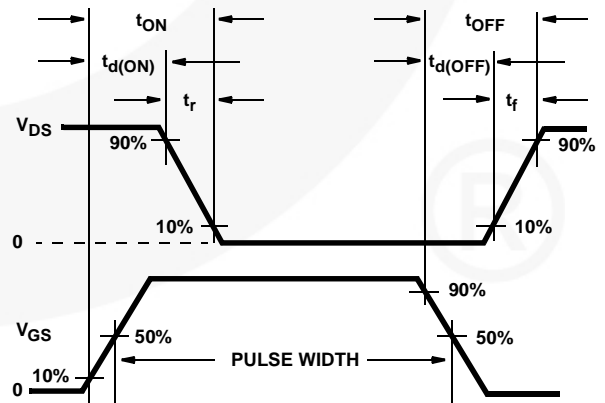 tON tOFF
td(ON) td(OFF)
tr tf
VDS
90% 90%
10% 10%
0
90%
VGS 50% 50%
PULSE WIDTH
10%
0
®